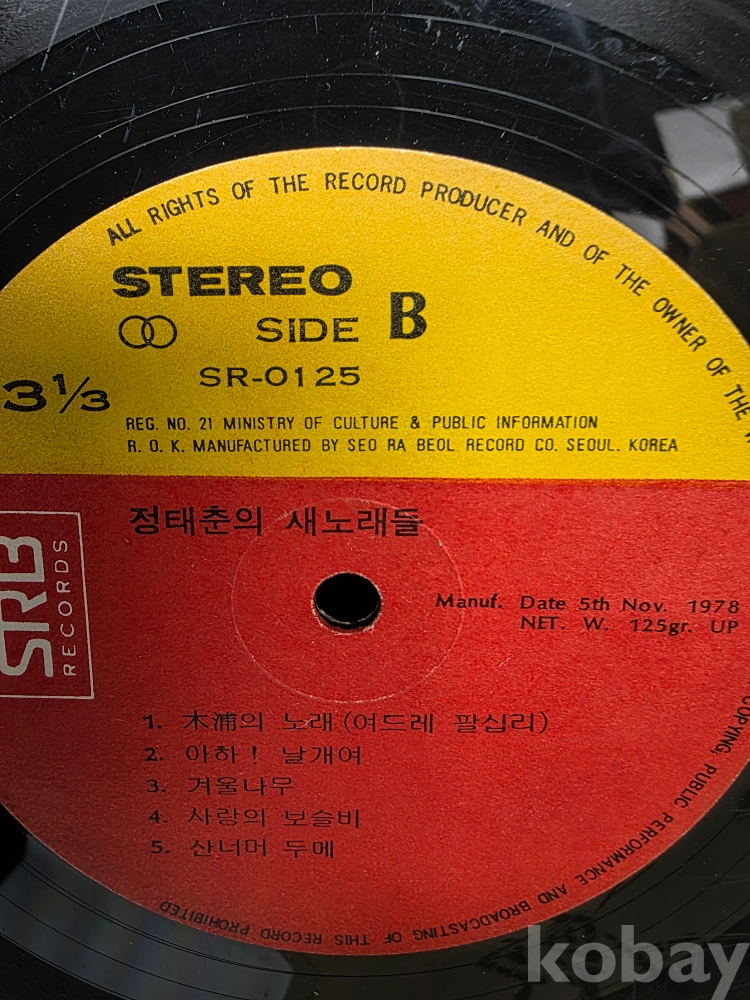 ALL RIGHTS OF THE RECORD PRODUCER AND OF THE OWNER OF THE
STEREO
SIDE B
SR-0125
3 1/3
REG. NO. 21 MINISTRY OF CULTURE & PUBLIC INFORMATION
R. O. K. MANUFACTURED BY SEO RA BEOL RECORD CO. SEOUL. KOREA
정태춘의 새노래들
SRB
RECORDS
Manuf. Date 5th Nov. 1978
NET. W. 125gr. UP
1. 木浦의 노래 (여드레 팔십리)
2. 아하! 날개여
3. 겨울나무
4. 사랑의 보슬비
5. 산너머 두메
COPYING, PUBLIC PERFORMANCE AND BROADCASTING OF THIS RECORD PROHIBITED
kobay